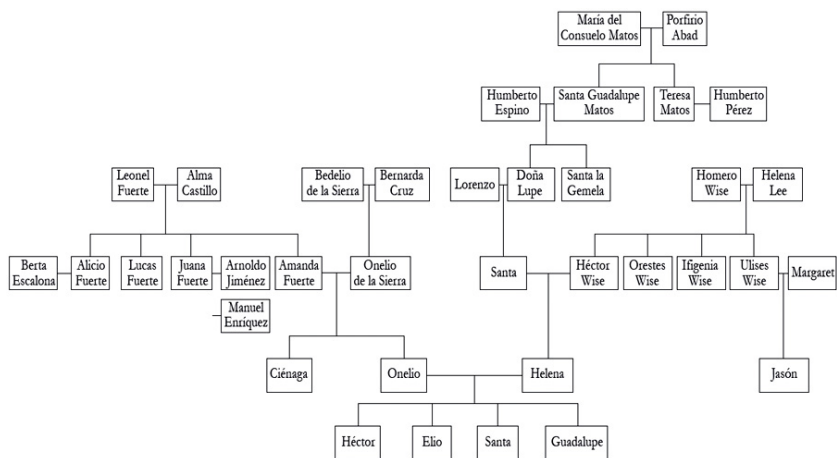 María del
Consuelo Matos
Porfirio
Abad
Humberto
Espino
Santa Guadalupe
Matos
Teresa
Matos
Humberto
Pérez
Leonel
Fuerte
Alma
Castillo
Bedelio
de la Sierra
Bernarda
Cruz
Lorenzo
Doña
Lupe
Santa la
Gemela
Homero
Wise
Helena
Lee
Berta
Escalona
Alicio
Fuerte
Lucas
Fuerte
Juana
Fuerte
Arnoldo
Jiménez
Amanda
Fuerte
Onelio
de la Sierra
Santa
Héctor
Wise
Orestes
Wise
Ifigenia
Wise
Ulises
Wise
Margaret
Manuel
Enríquez
Ciénaga
Onelio
Helena
Jasón
Héctor
Elio
Santa
Guadalupe